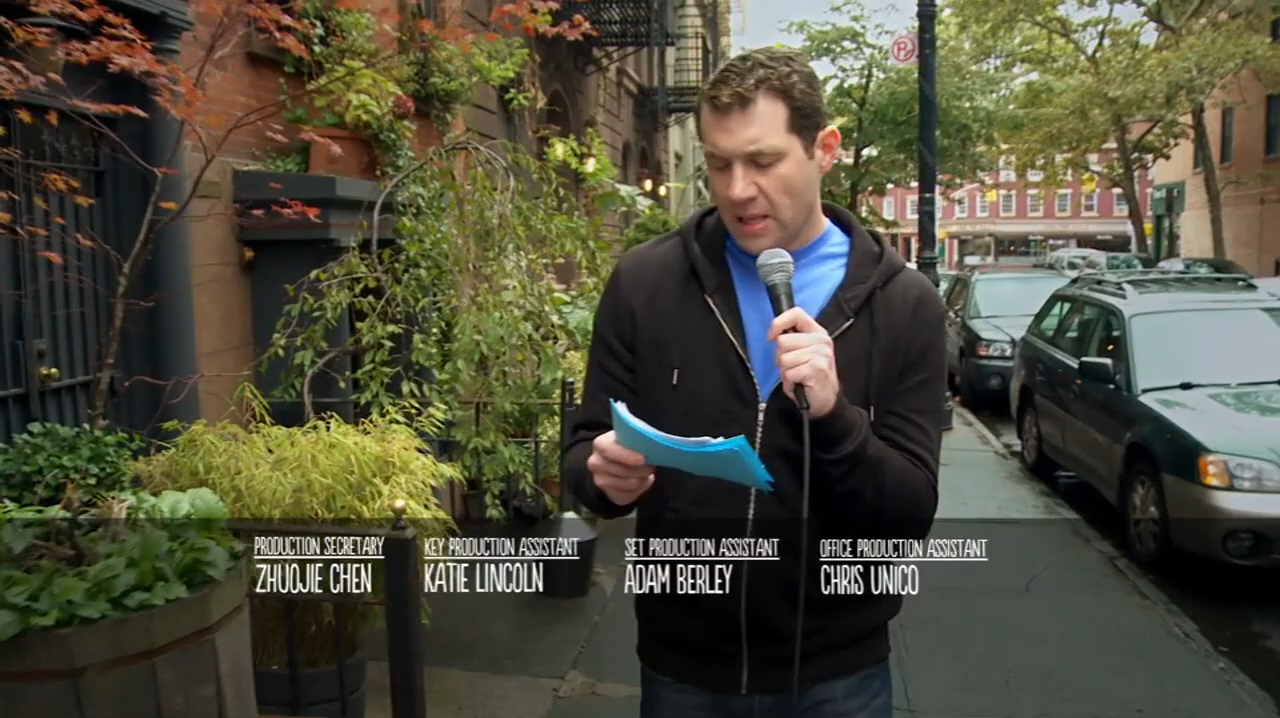 PRODUCTION SECRETARY
ZHUOJIE CHEN
KEY PRODUCTION ASSISTANT
KATIE LINCOLN
SET PRODUCTION ASSISTANT
ADAM BERLEY
OFFICE PRODUCTION ASSISTANT
CHRIS UNICO